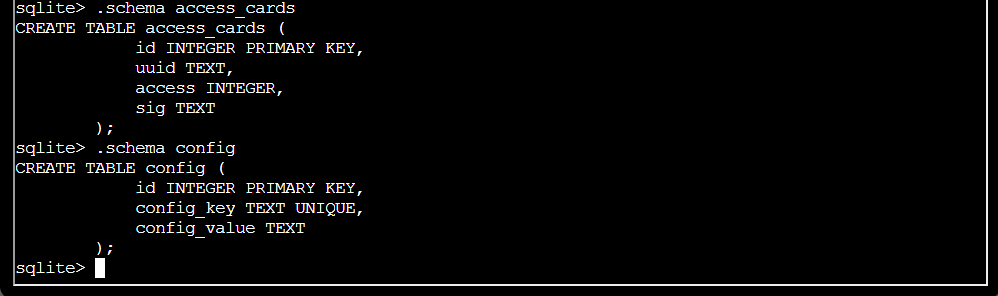 sqlite> .schema access_cards
CREATE TABLE access_cards (
            id INTEGER PRIMARY KEY,
            uuid TEXT,
            access INTEGER,
            sig TEXT
        );
sqlite> .schema config
CREATE TABLE config (
            id INTEGER PRIMARY KEY,
            config_key TEXT UNIQUE,
            config_value TEXT
        );
sqlite>